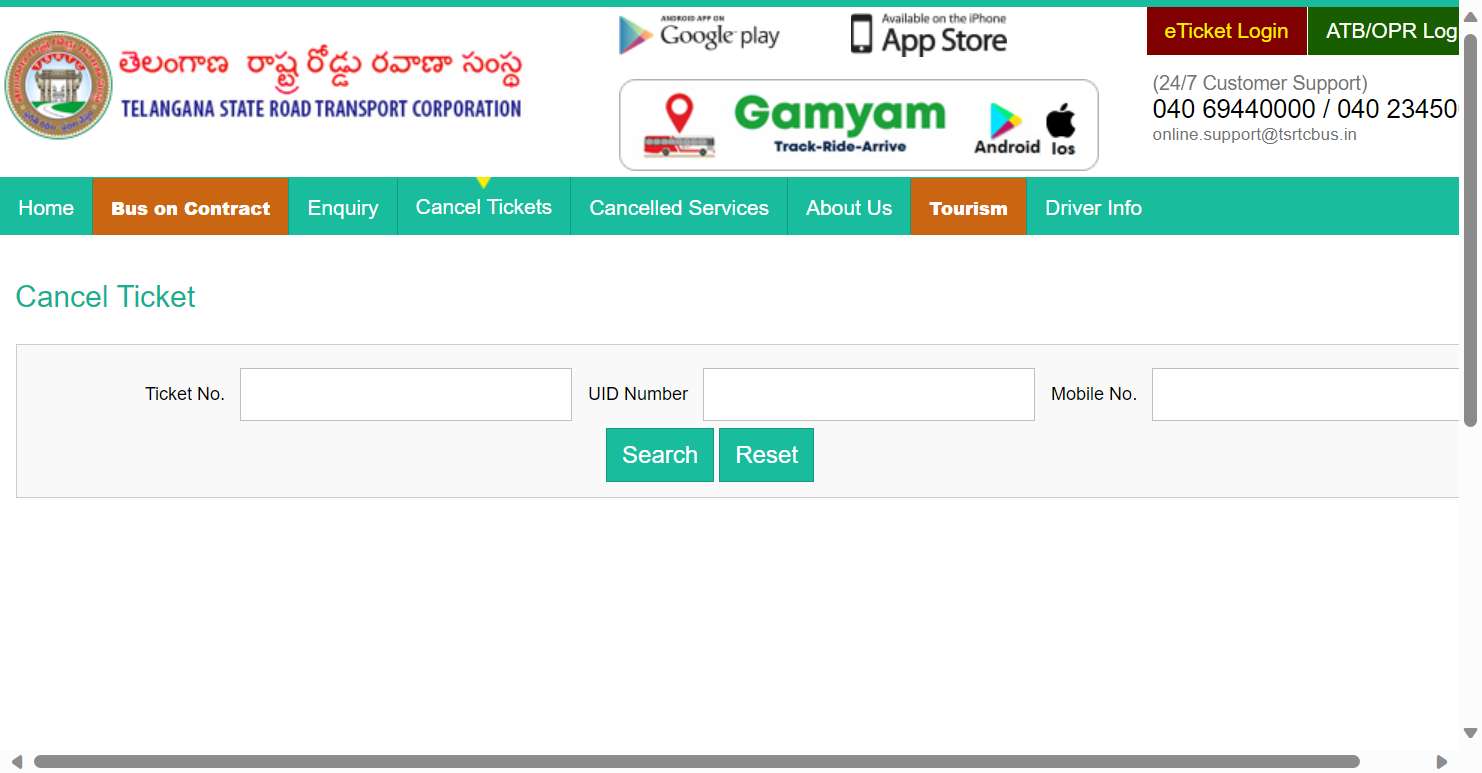 తెలంగాణ రాష్ట్ర రోడ్డు రవాణా సంస్థ
TELANGANA STATE ROAD TRANSPORT CORPORATION
ANDROID APP ON
Google play
Available on the iPhone
App Store
Gamyam
Track-Ride-Arrive
Android Ios
eTicket Login
ATB/OPR Log
(24/7 Customer Support)
040 69440000 / 040 23450
online.support@tsrtcbus.in
Home
Bus on Contract
Enquiry
Cancel Tickets
Cancelled Services
About Us
Tourism
Driver Info
Cancel Ticket
Ticket No.
UID Number
Mobile No.
Search
Reset